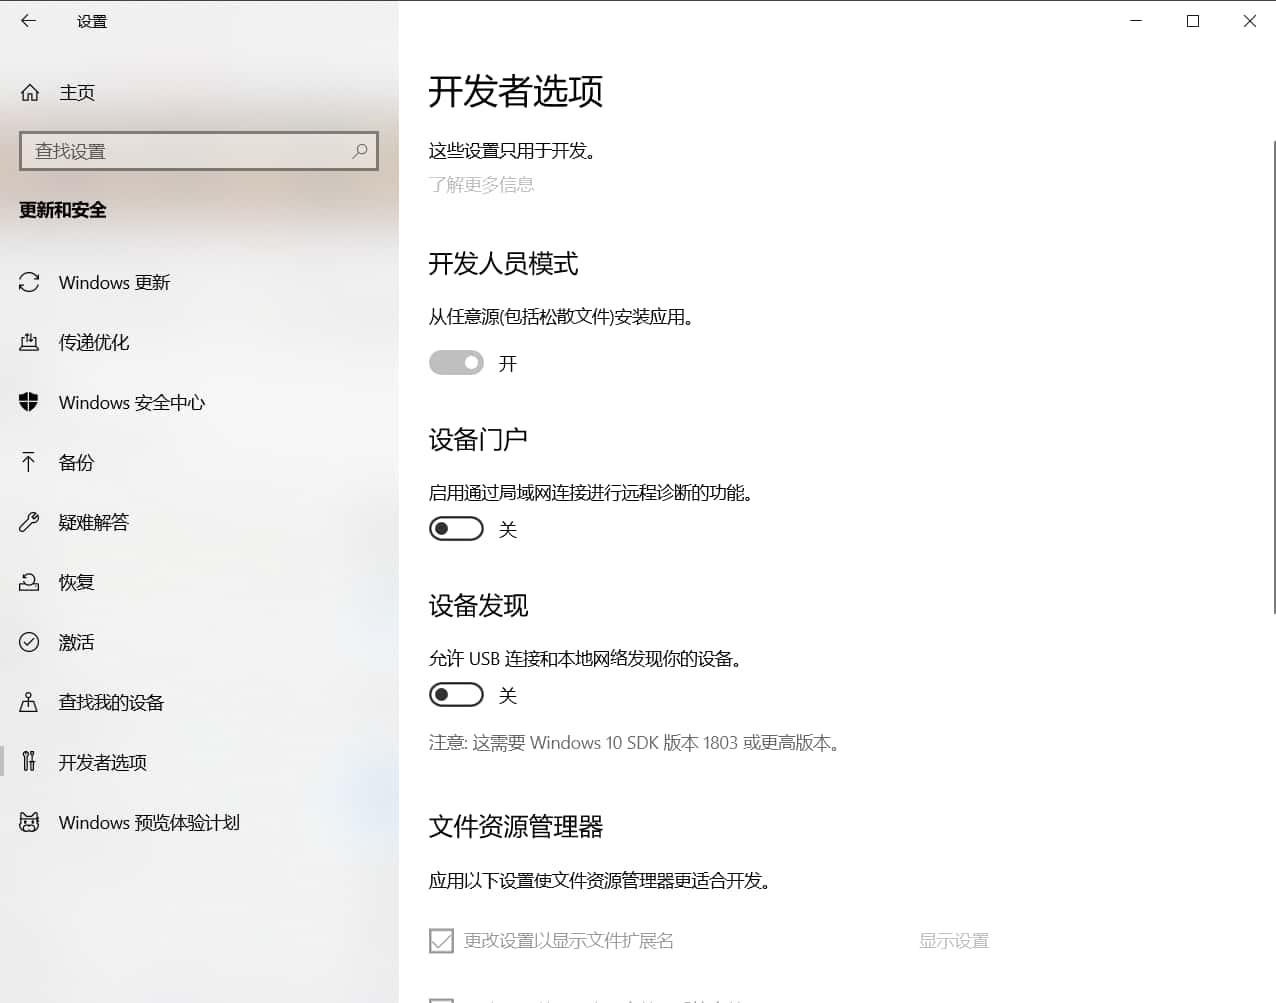 设置
主页
查找设置
更新和安全
Windows 更新
传递优化
Windows 安全中心
备份
疑难解答
恢复
激活
查找我的设备
开发者选项
Windows 预览体验计划
开发者选项
这些设置只用于开发。
了解更多信息
开发人员模式
从任意源(包括松散文件)安装应用。
开
设备门户
启用通过局域网连接进行远程诊断的功能。
关
设备发现
允许 USB 连接和本地网络发现你的设备。
关
注意: 这需要 Windows 10 SDK 版本 1803 或更高版本。
文件资源管理器
应用以下设置使文件资源管理器更适合开发。
更改设置以显示文件扩展名
显示设置